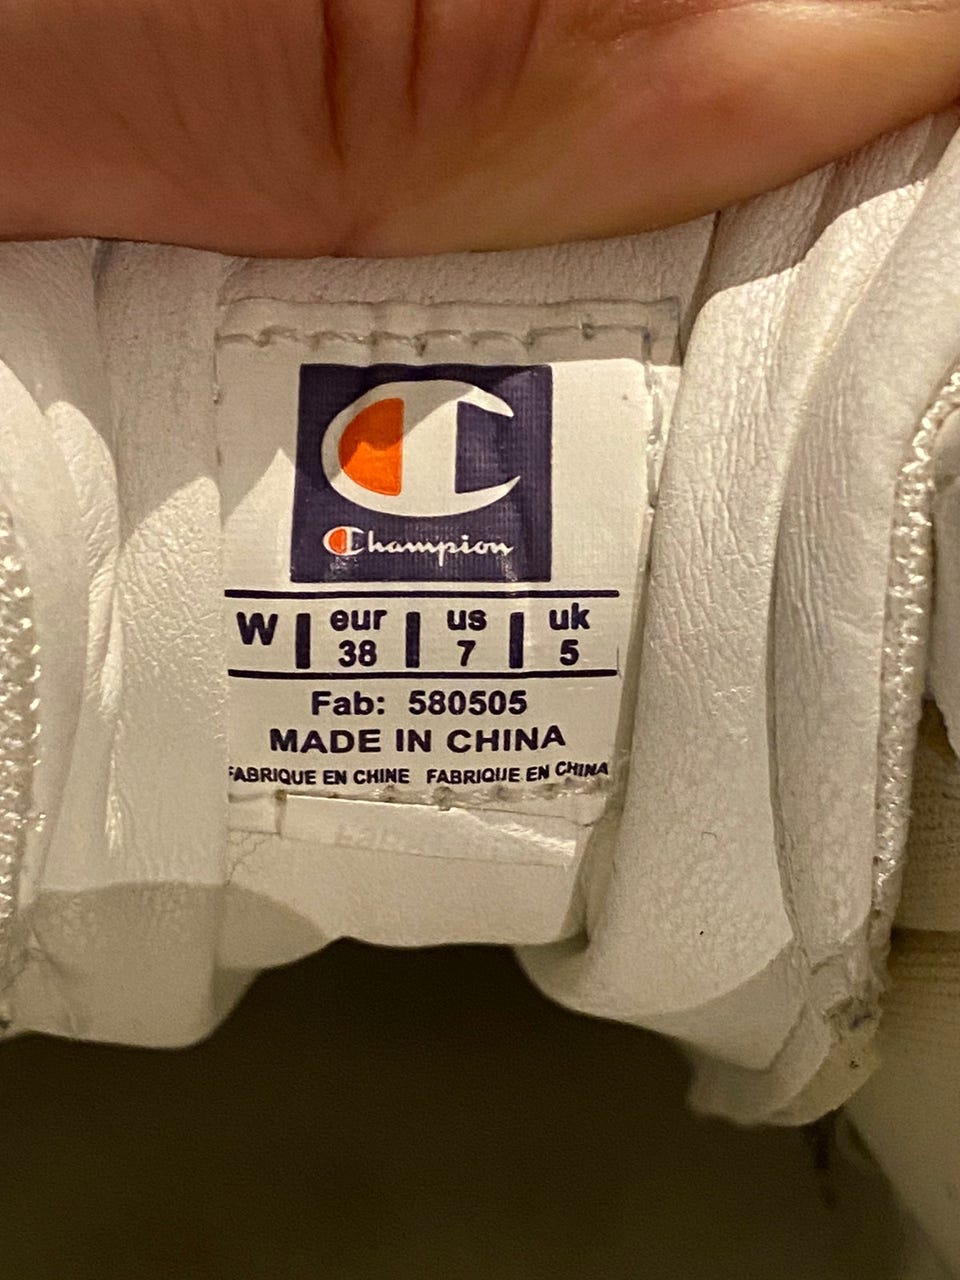 Champion
W eur us uk
38 7 5
Fab: 580505
MADE IN CHINA
FABRIQUE EN CHINE FABRIQUE EN CHINA